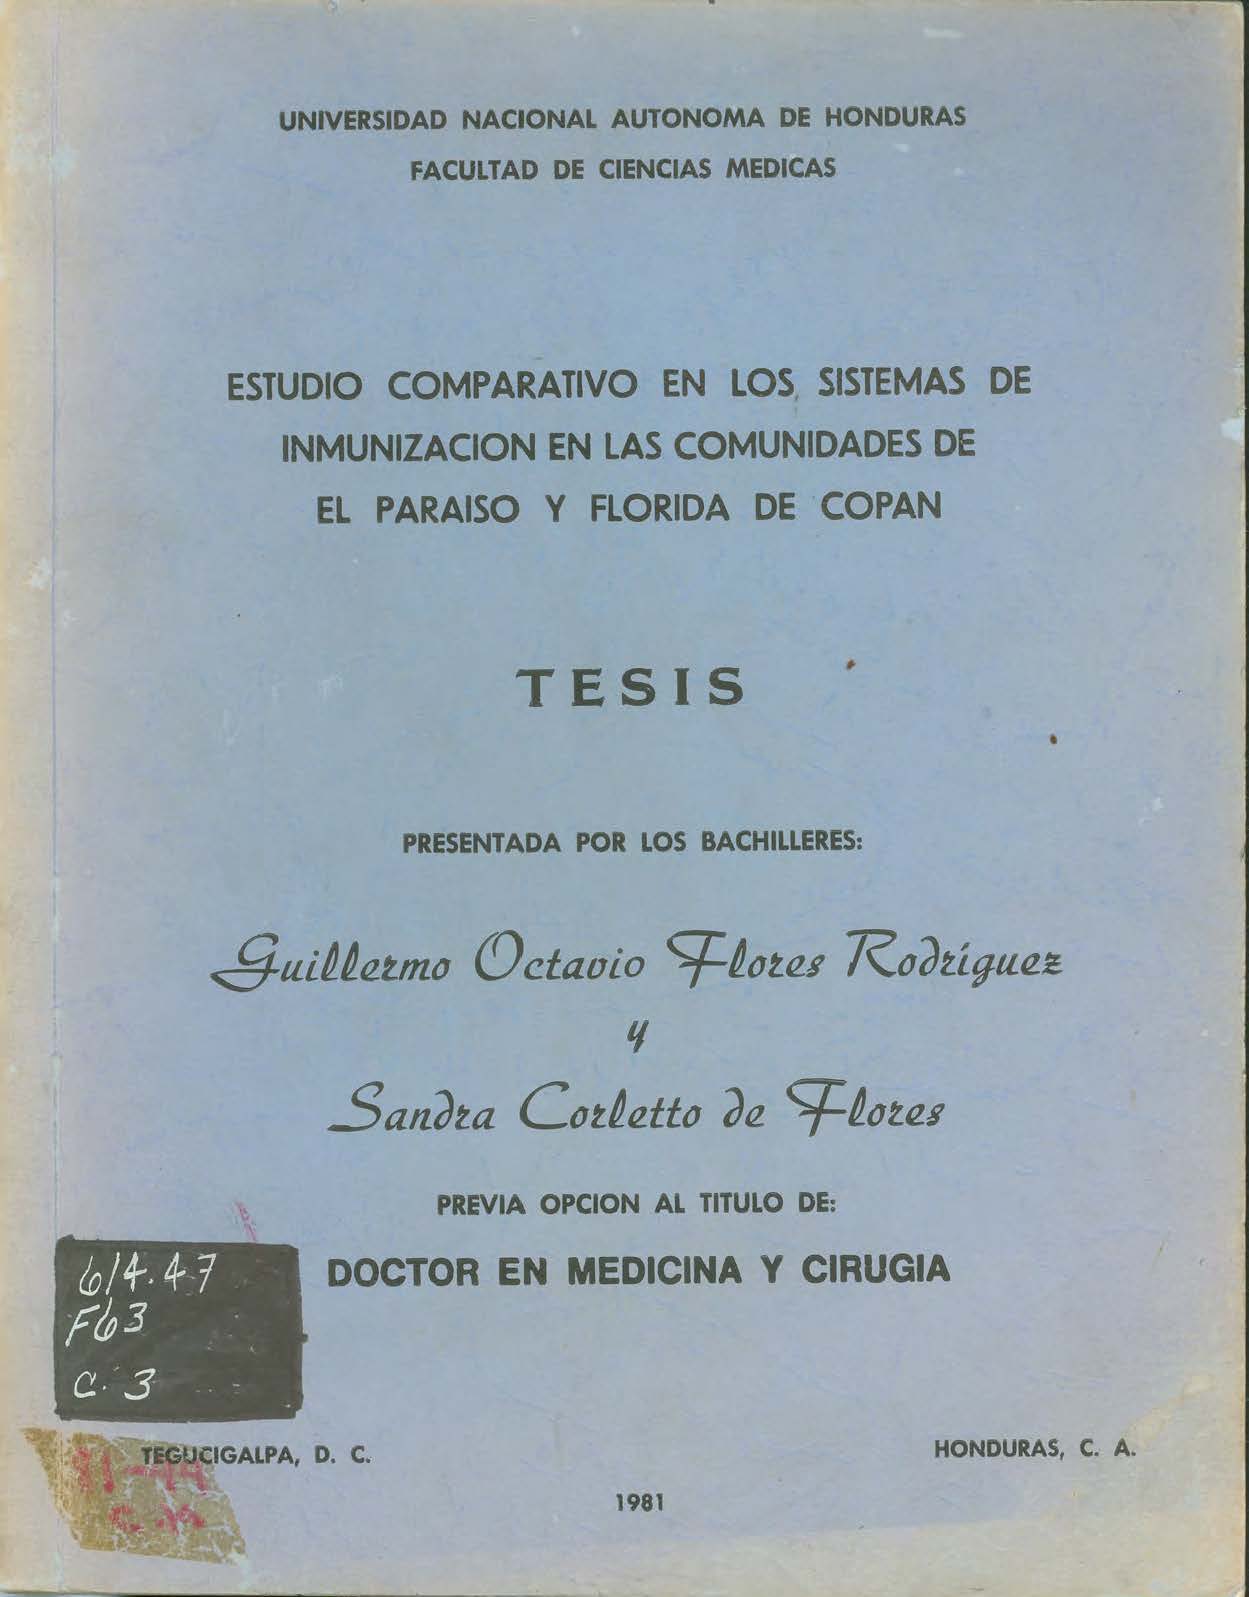 UNIVERSIDAD NACIONAL AUTONOMA DE HONDURAS
FACULTAD DE CIENCIAS MEDICAS
ESTUDIO COMPARATIVO EN LOS SISTEMAS DE
INMUNIZACION EN LAS COMUNIDADES DE
EL PARAISO Y FLORIDA DE COPAN
TESIS
PRESENTADA POR LOS BACHILLERES:
Guillermo Octavio Flores Rodríguez
y
Sandra Corletto de Flores
PREVIA OPCION AL TITULO DE:
DOCTOR EN MEDICINA Y CIRUGIA
614.47
F63
C. 3
TEGUCIGALPA, D. C.
HONDURAS, C. A.
1981